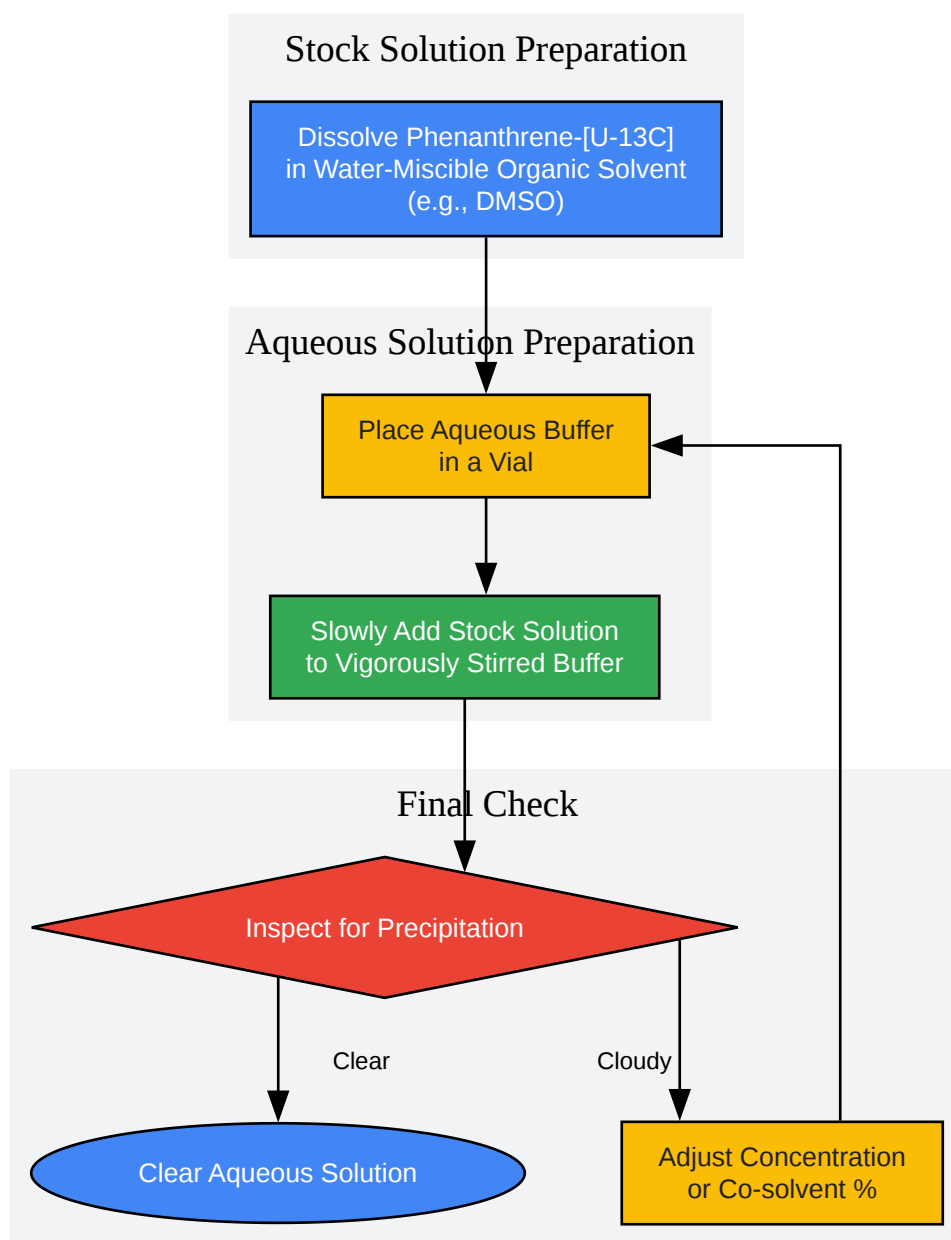 Stock Solution Preparation
Dissolve Phenanthrene-[U-13C]
in Water-Miscible Organic Solvent
(e.g., DMSO)
Aqueous Solution Preparation
Place Aqueous Buffer
in a Vial
Slowly Add Stock Solution
to Vigorously Stirred Buffer
Final Check
Inspect for Precipitation
Clear
Cloudy
Clear Aqueous Solution
Adjust Concentration
or Co-solvent %